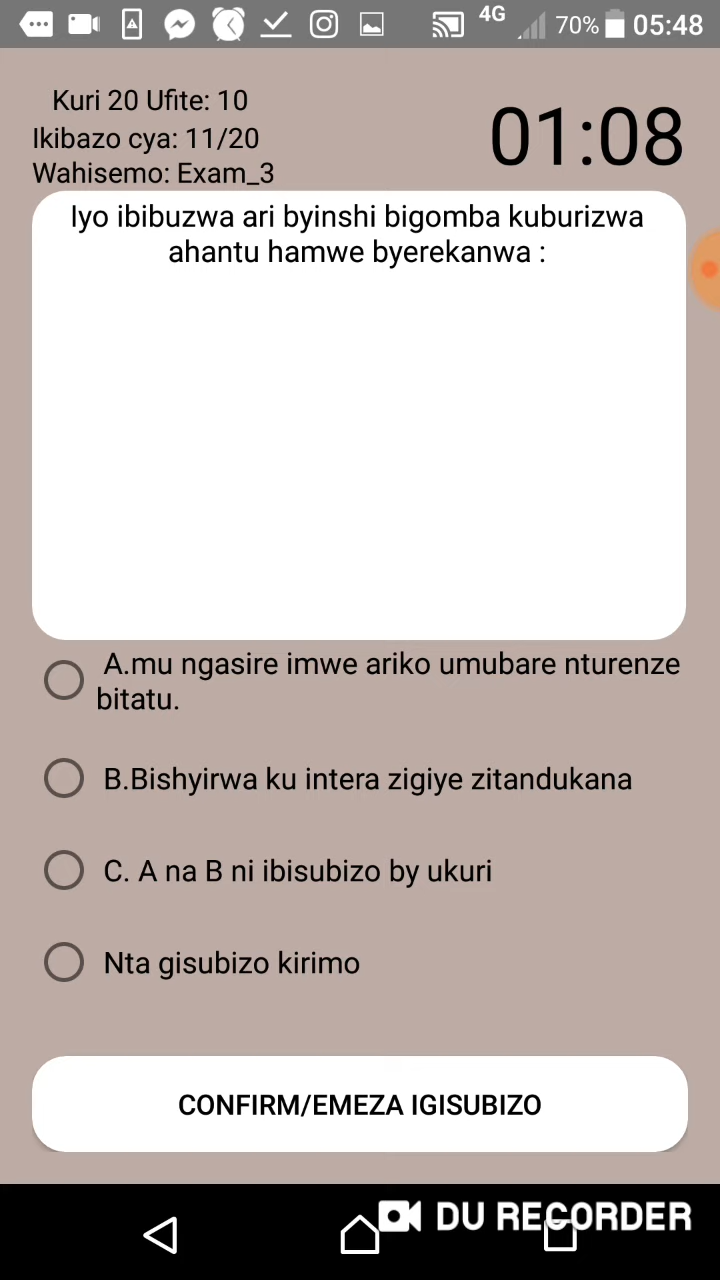 4G
70%
05:48
Kuri 20 Ufite: 10
Ikibazo cya: 11/20
Wahisemo: Exam_3
01:08
Iyo ibibuzwa ari byinshi bigomba kuburizwa
ahantu hamwe byerekanwa :
A.mu ngasire imwe ariko umubare nturenze
bitatu.
B.Bishyirwa ku intera zigiye zitandukana
C. A na B ni ibisubizo by ukuri
Nta gisubizo kirimo
CONFIRM/EMEZA IGISUBIZO
DU RECORDER